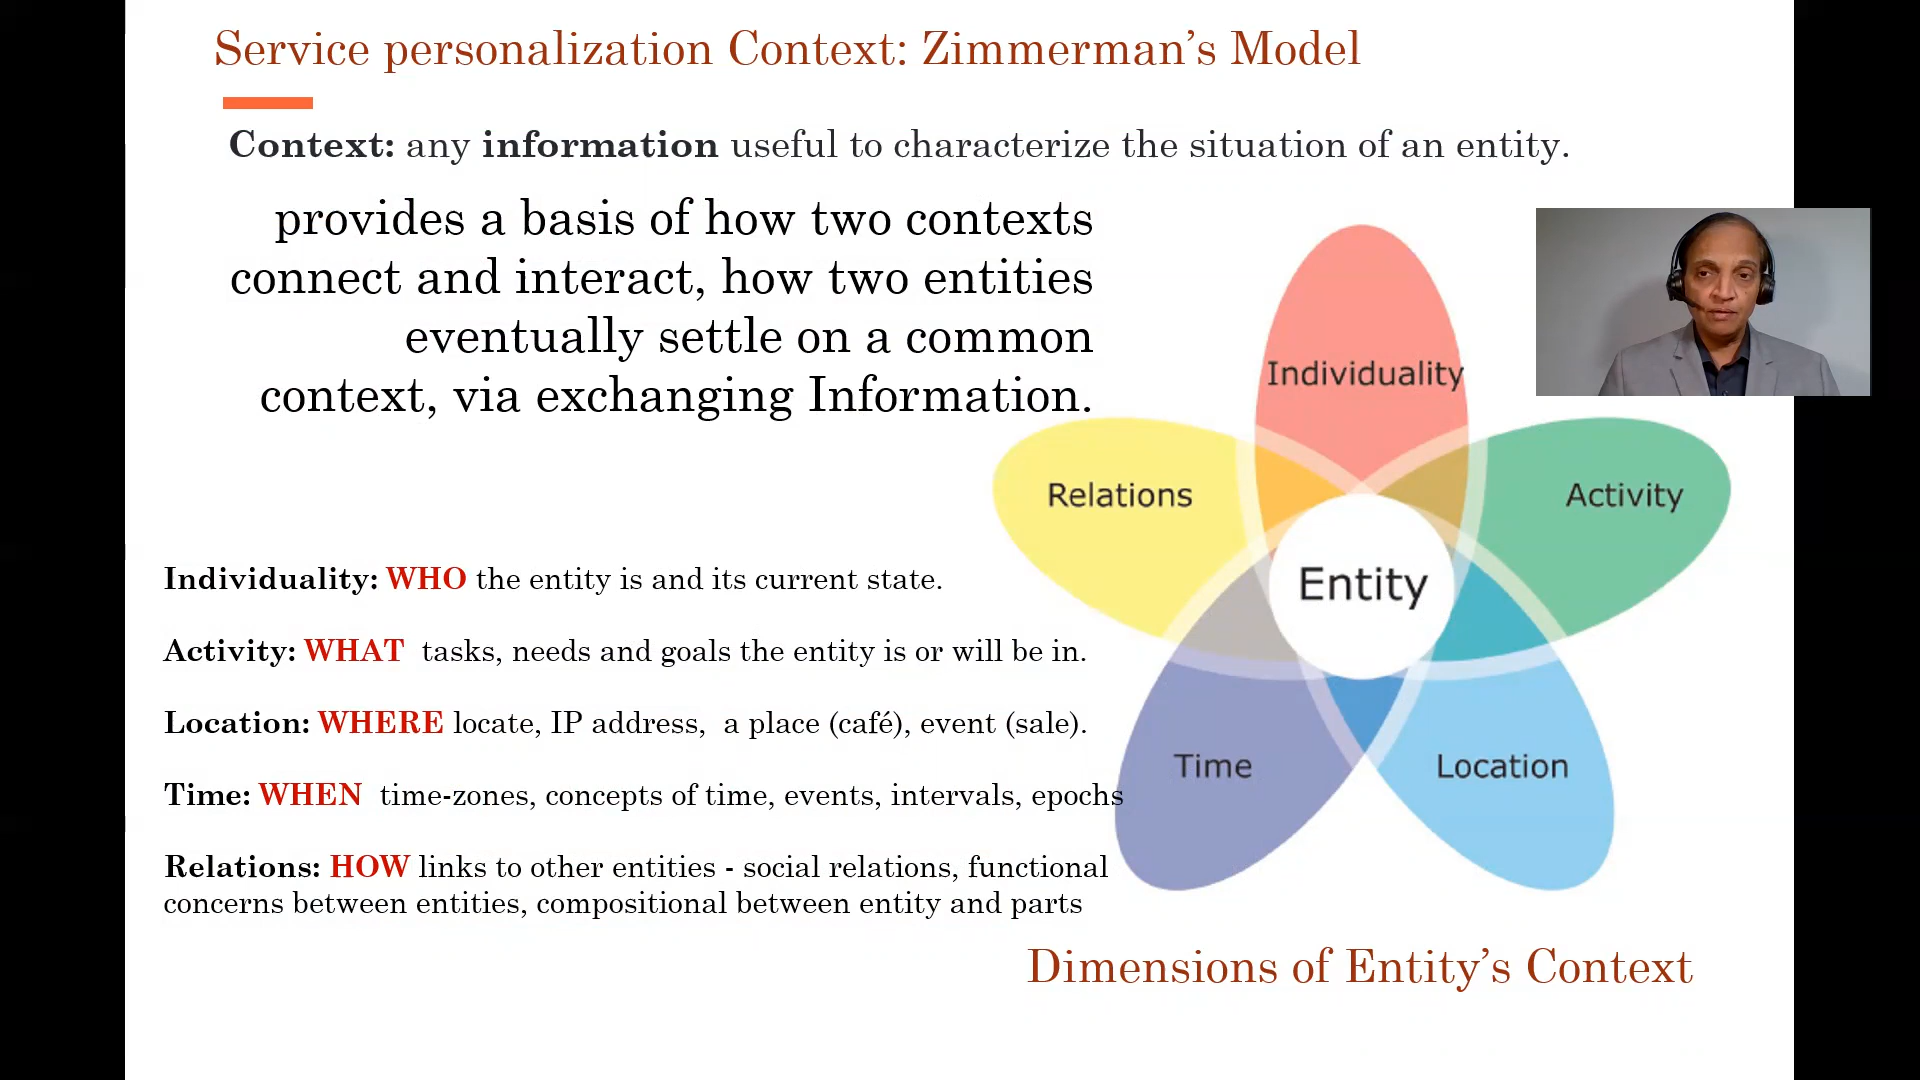 Service personalization Context: Zimmerman’s Model
Context: any information useful to characterize the situation of an entity.
provides a basis of how two contexts
connect and interact, how two entities
eventually settle on a common
context, via exchanging Information.
Individuality: WHO the entity is and its current state.
Activity: WHAT  tasks, needs and goals the entity is or will be in.
Location: WHERE locate, IP address,  a place (café), event (sale).
Time: WHEN  time-zones, concepts of time, events, intervals, epochs
Relations: HOW links to other entities - social relations, functional
concerns between entities, compositional between entity and parts
Individuality
Relations
Activity
Entity
Time
Location
Dimensions of Entity’s Context